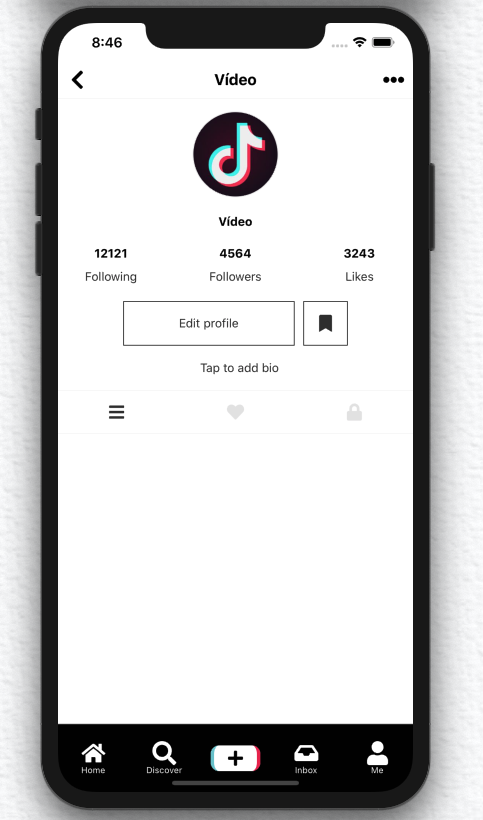 8:46
Vídeo
Vídeo
12121 4564 3243
Following Followers Likes
Edit profile
Tap to add bio
Home Discover Inbox Me